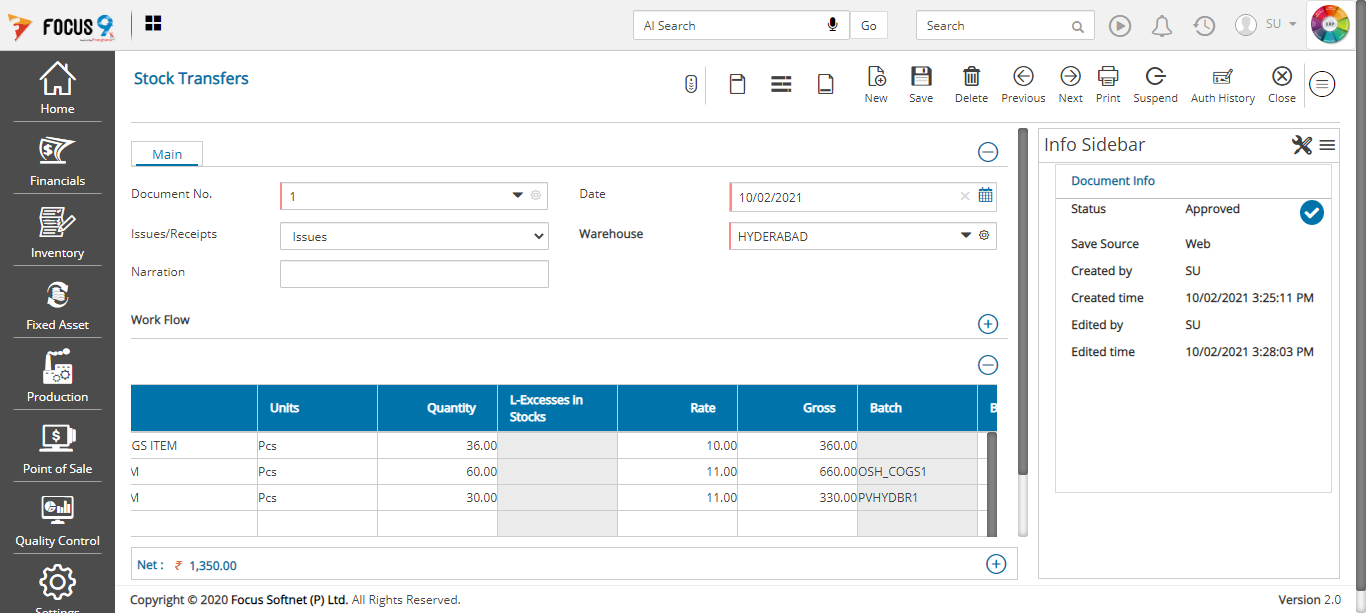 FOCUS 9
AI Search
Go
Search
SU
Home
Financials
Inventory
Fixed Asset
Production
Point of Sale
Quality Control
Settings
Stock Transfers
New
Save
Delete
Previous
Next
Print
Suspend
Auth History
Close
Main
Document No.
1
Date
10/02/2021
Issues/Receipts
Issues
Warehouse
HYDERABAD
Narration
Work Flow
Units Quantity L-Excesses in Stocks Rate Gross Batch B
GS ITEM Pcs 36.00 10.00 360.00
M Pcs 60.00 11.00 660.00 OSH_COGS1
M Pcs 30.00 11.00 330.00 PVHYDBR1
Net : ₹ 1,350.00
Info Sidebar
Document Info
Status Approved
Save Source Web
Created by SU
Created time 10/02/2021 3:25:11 PM
Edited by SU
Edited time 10/02/2021 3:28:03 PM
Copyright © 2020 Focus Softnet (P) Ltd. All Rights Reserved.
Version 2.0